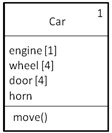 1
Car
engine [1]
wheel [4]
door [4]
horn
move()